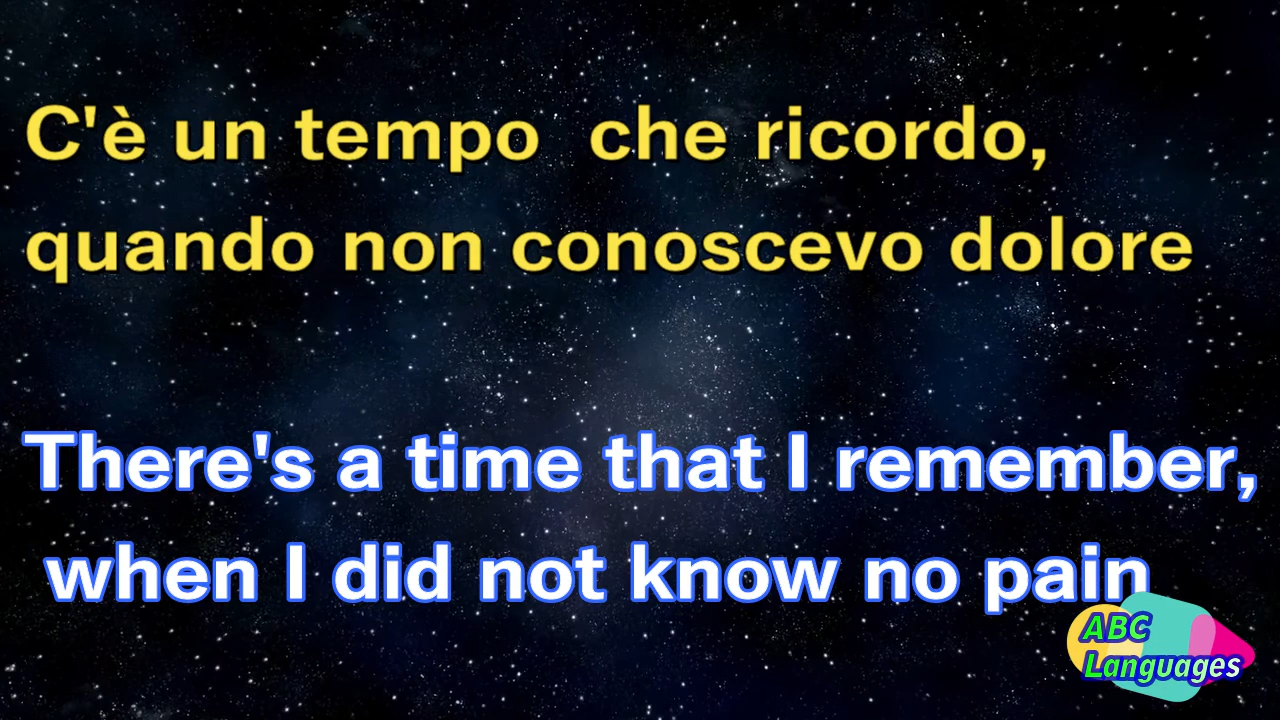 C'è un tempo  che ricordo,
quando non conoscevo dolore
There's a time that I remember,
when I did not know no pain
ABC
Languages